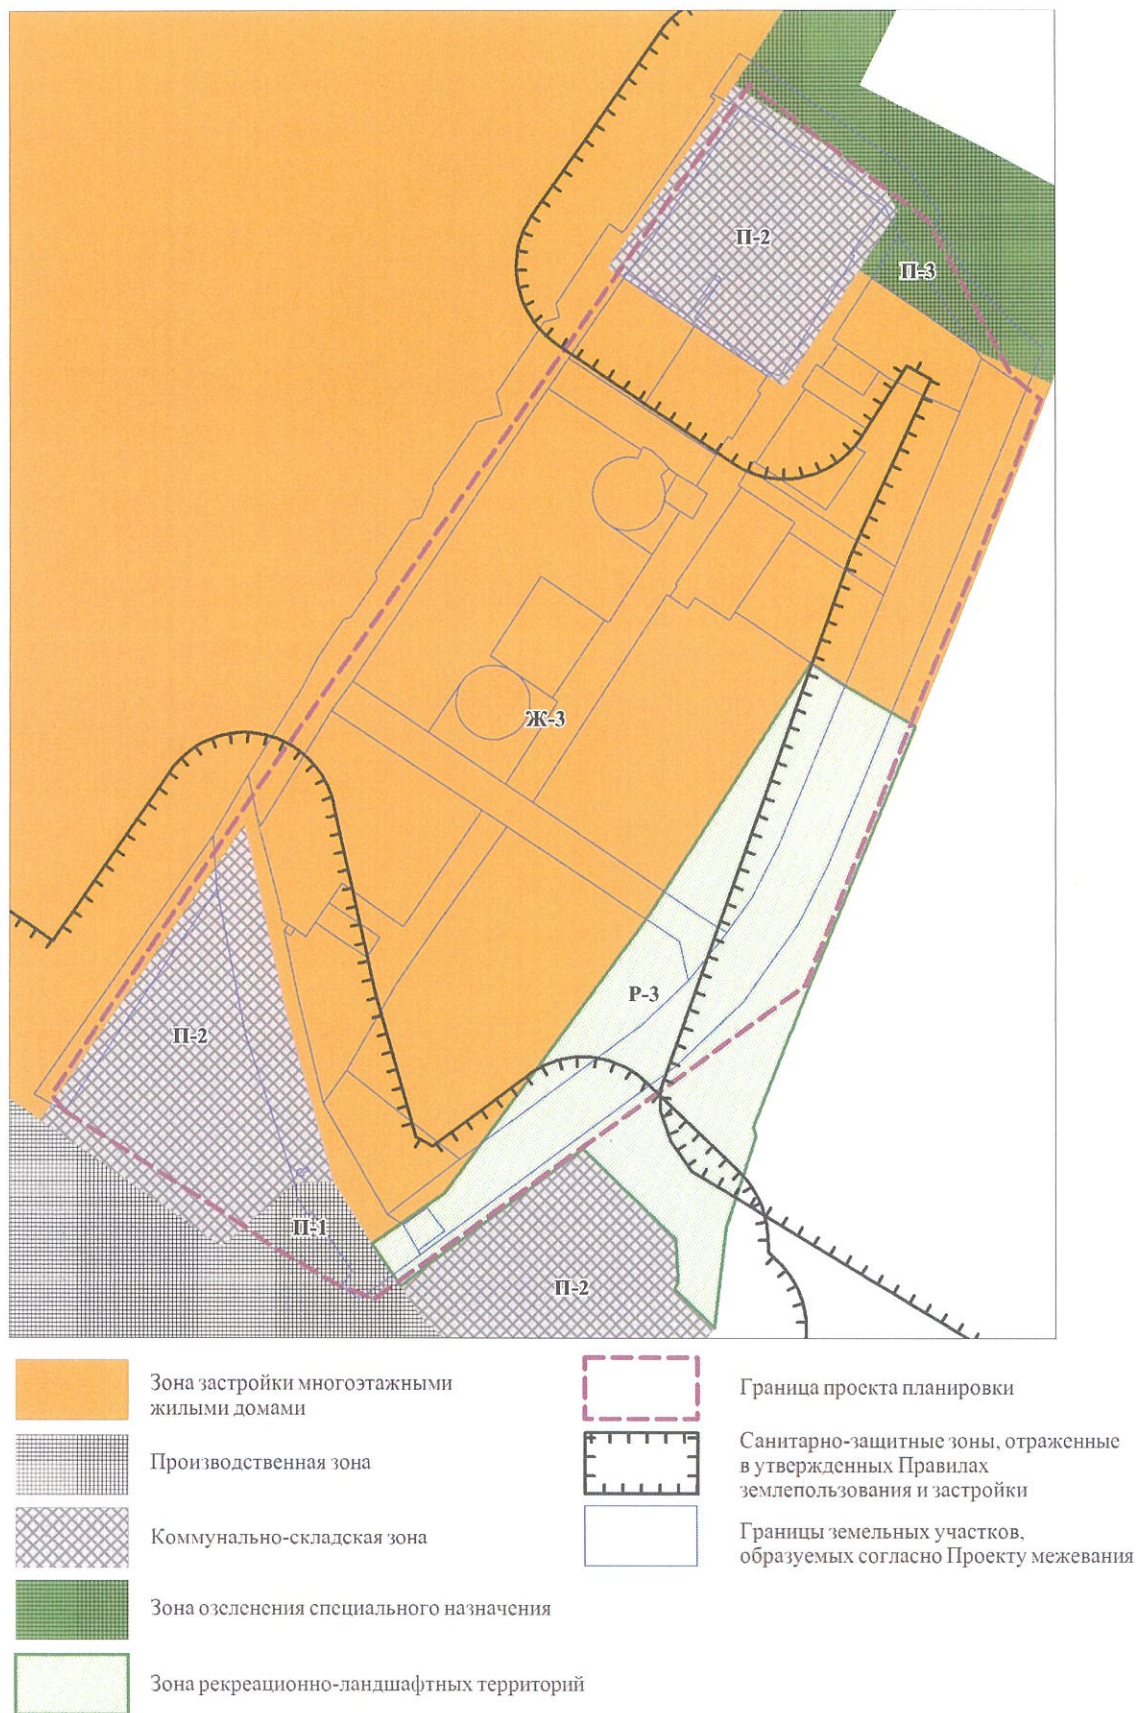 П-2
П-3
Ж-3
Р-3
П-2
П-1
П-2
Зона застройки многоэтажными
жилыми домами
Производственная зона
Коммунально-складская зона
Зона озеленения специального назначения
Зона рекреационно-ландшафтных территорий
Граница проекта планировки
Санитарно-защитные зоны, отраженные
в утвержденных Правилах
землепользования и застройки
Границы земельных участков,
образуемых согласно Проекту межевания